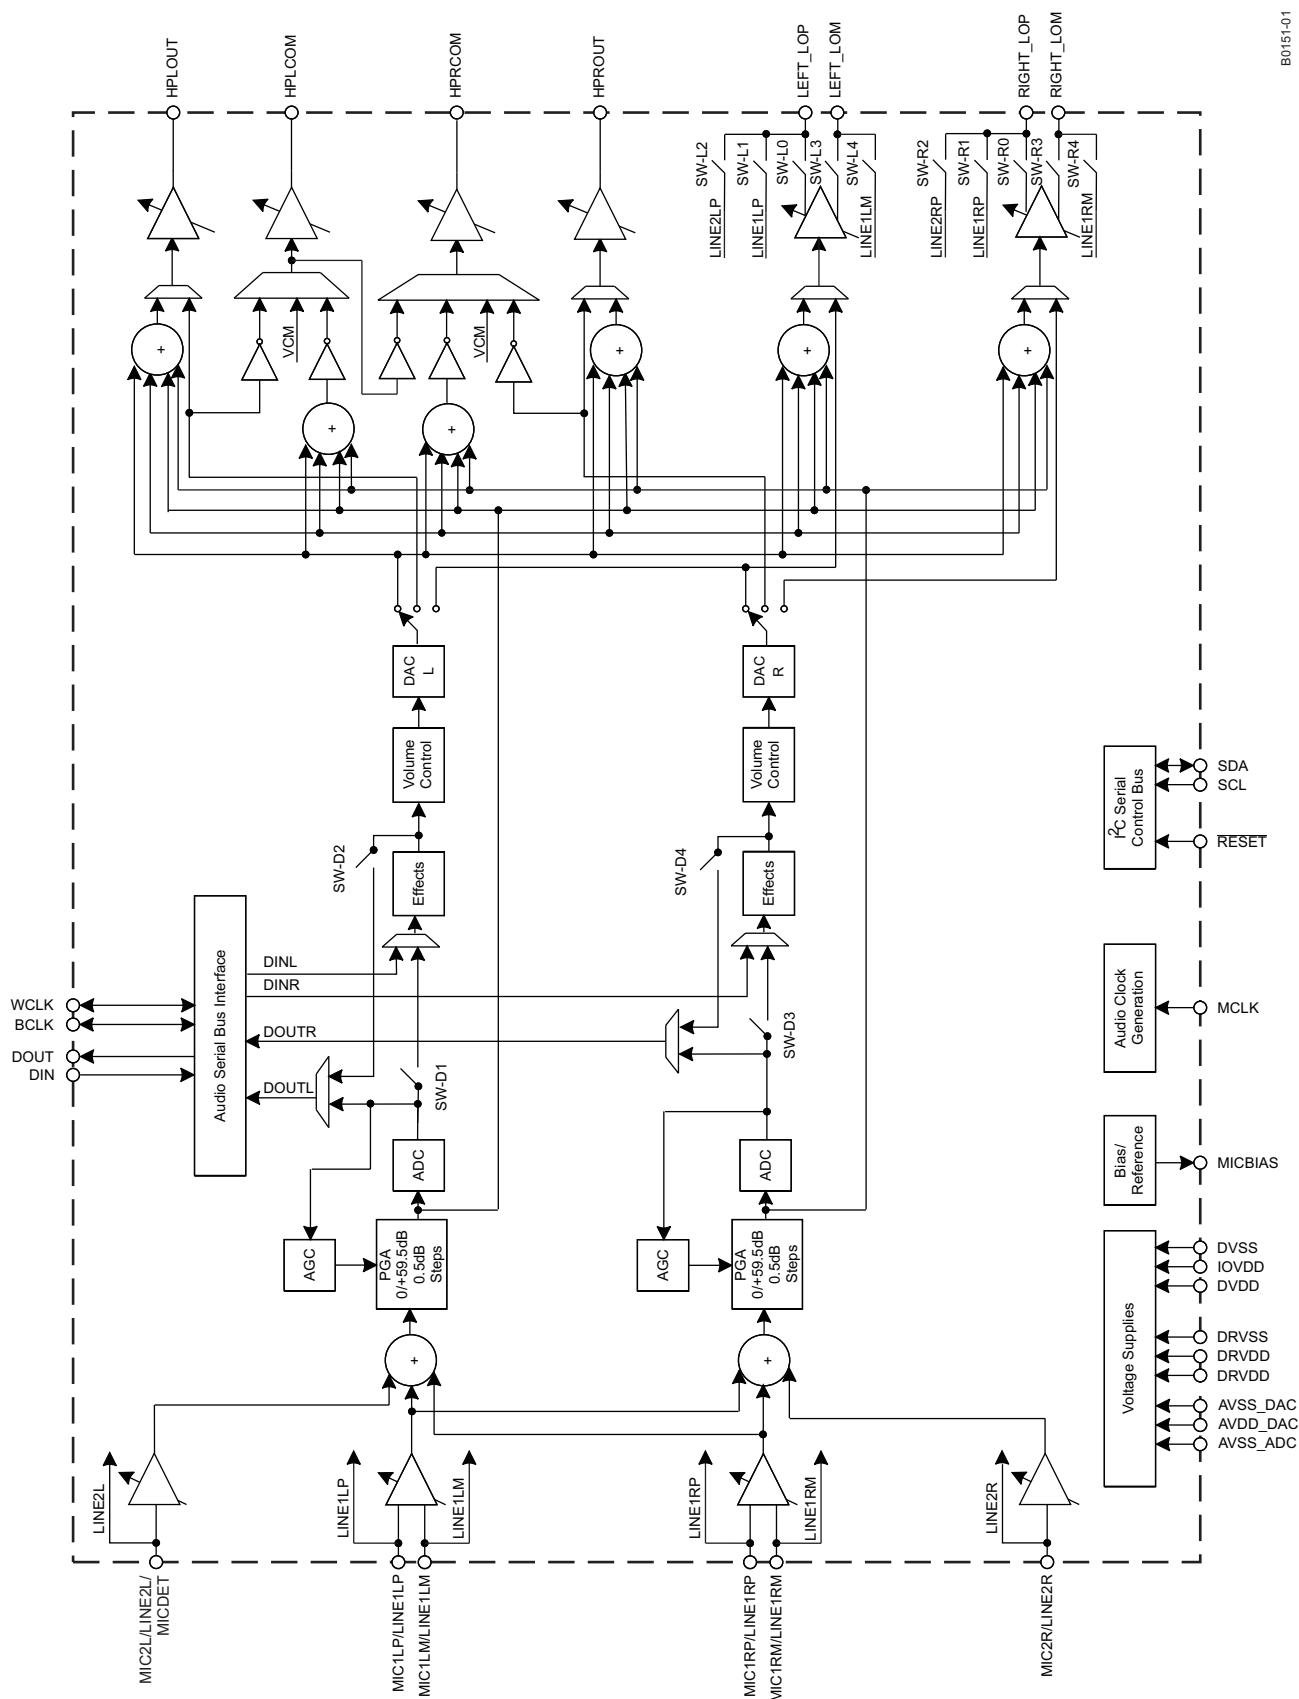 B0151-01
HPLOUT
HPLCOM
HPRCOM
HPROUT
LEFT_LOP
LEFT_LOM
RIGHT_LOP
RIGHT_LOM
SW-L2
SW-L1
SW-L0
SW-L3
SW-L4
SW-R2
SW-R1
SW-R0
SW-R3
SW-R4
LINE2LP
LINE1LP
LINE1LM
LINE2RP
LINE1RP
LINE1RM
VCM
VCM
+
+
+
+
+
+
DAC
L
DAC
R
Volume
Control
Volume
Control
SW-D2
SW-D4
Effects
Effects
I2C Serial
Control Bus
SDA
SCL
RESET
WCLK
BCLK
DOUT
DIN
Audio Serial Bus Interface
DINL
DINR
DOUTR
DOUTL
SW-D1
SW-D3
Audio Clock
Generation
MCLK
ADC
ADC
Bias/
Reference
MICBIAS
AGC
PGA
0/+59.5dB
0.5dB
Steps
AGC
PGA
0/+59.5dB
0.5dB
Steps
Voltage Supplies
DVSS
IOVDD
DVDD
DRVSS
DRVDD
DRVDD
AVSS_DAC
AVDD_DAC
AVSS_ADC
+
+
LINE2L
LINE1LP
LINE1LM
LINE1RP
LINE1RM
LINE2R
MIC2L/LINE2L/
MICDET
MIC1LP/LINE1LP
MIC1LM/LINE1LM
MIC1RP/LINE1RP
MIC1RM/LINE1RM
MIC2R/LINE2R